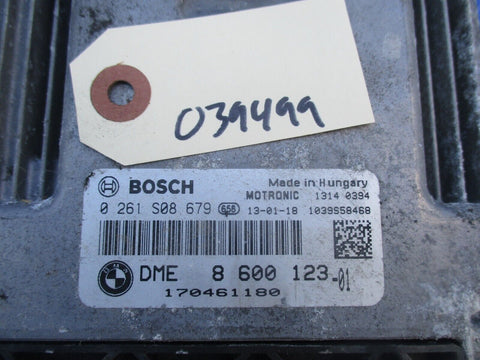 039499
BOSCH
Made in Hungary
MOTRONIC 1314 0394
0 261 S08 679 656 13-01-18 1039S58468
DME 8 600 123-01
170461180